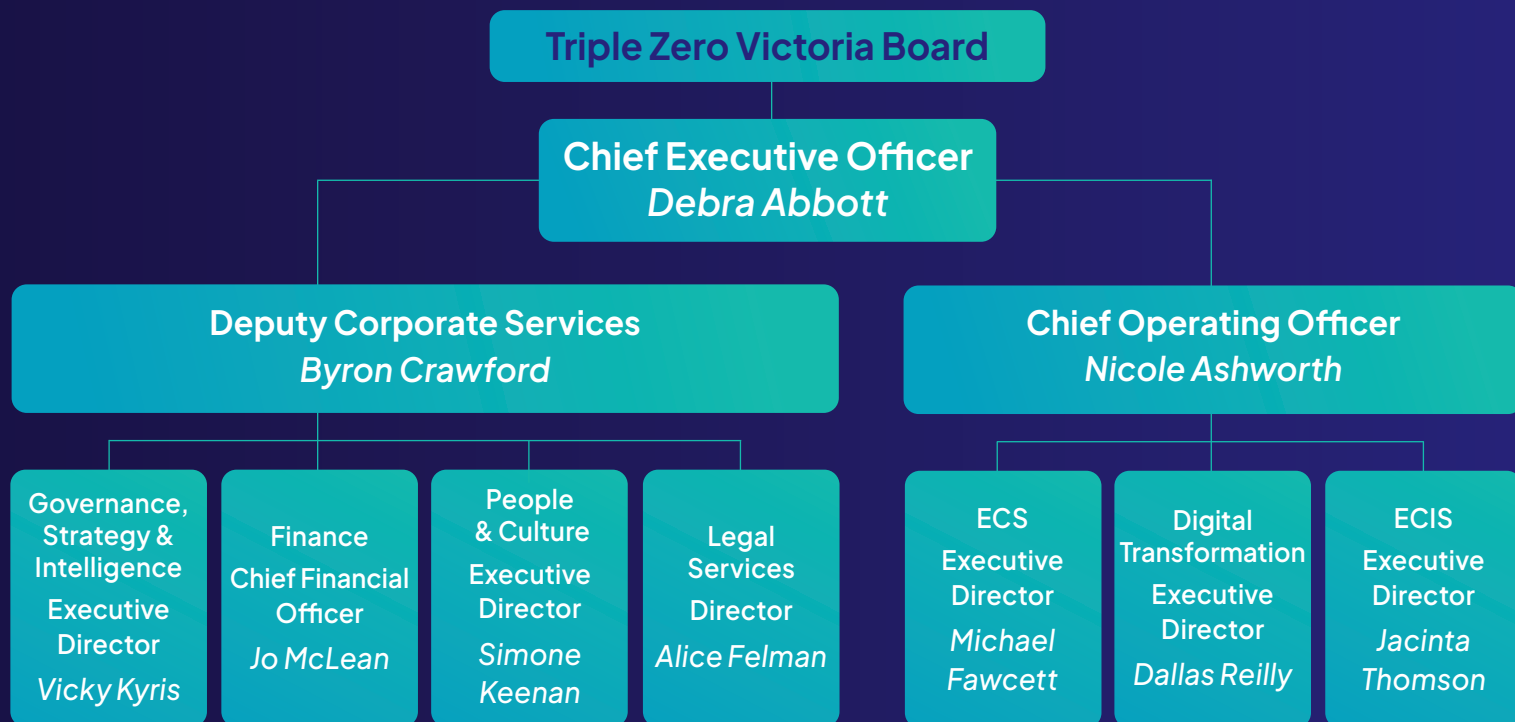 Triple Zero Victoria Board
Chief Executive Officer
Debra Abbott
Deputy Corporate Services
Byron Crawford
Chief Operating Officer
Nicole Ashworth
Governance,
Strategy &
Intelligence
Executive
Director
Vicky Kyris
Finance
Chief Financial
Officer
Jo McLean
People
& Culture
Executive
Director
Simone
Keenan
Legal
Services
Director
Alice Felman
ECS
Executive
Director
Michael
Fawcett
Digital
Transformation
Executive
Director
Dallas Reilly
ECIS
Executive
Director
Jacinta
Thomson